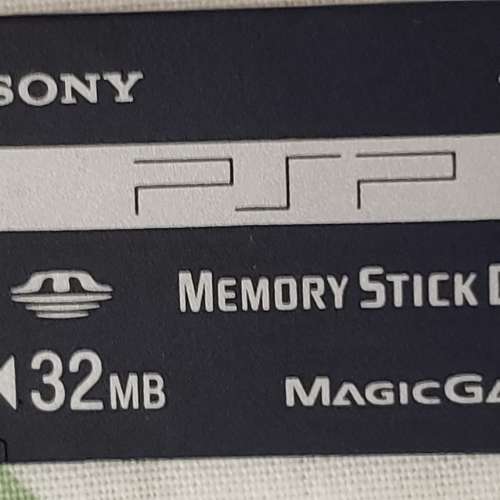 SONY
PSP
MEMORY STICK D
32MB
MAGICGA